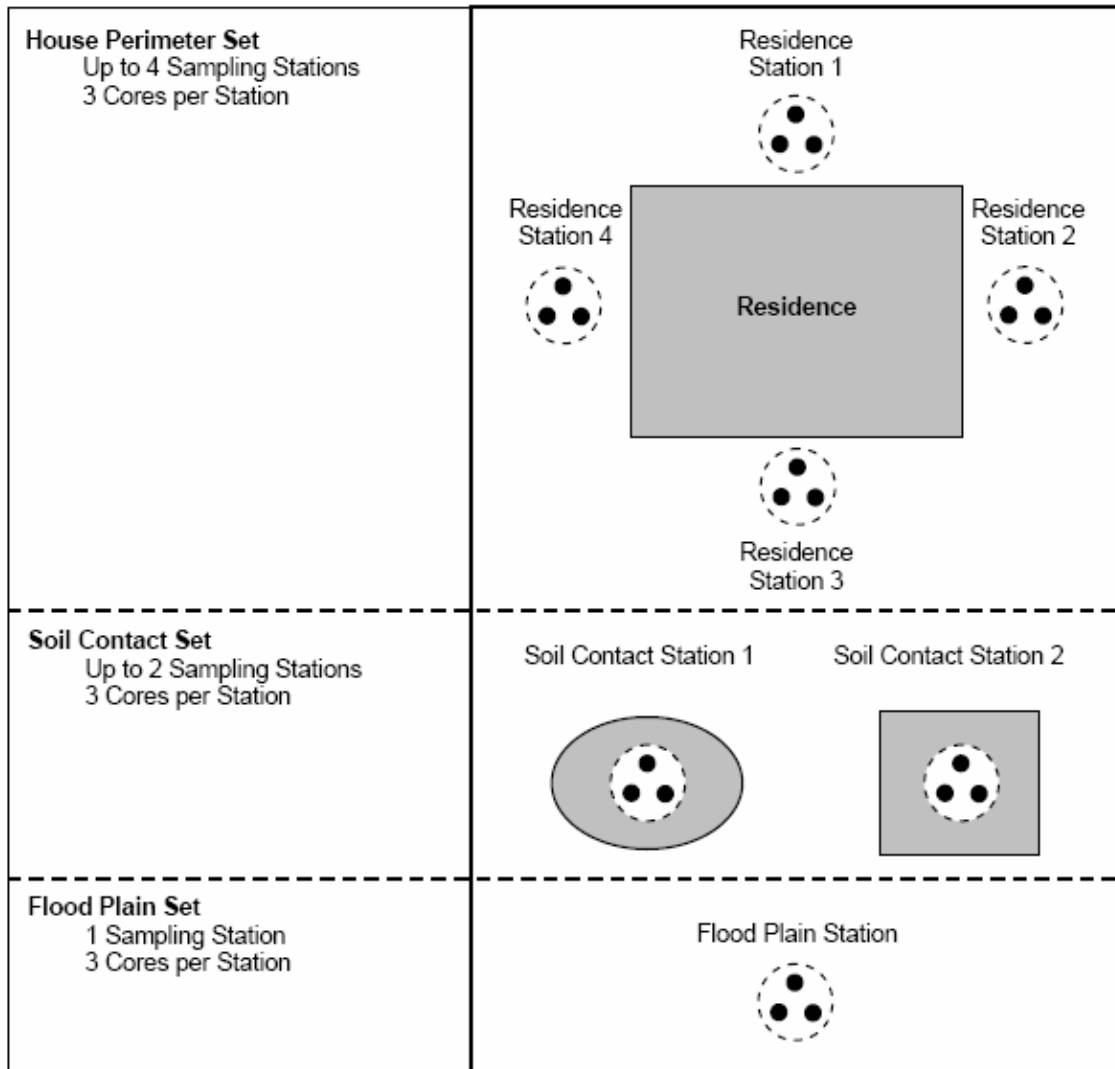 House Perimeter Set
Up to 4 Sampling Stations
3 Cores per Station
Residence
Station 1
Residence
Station 4
Residence
Station 2
Residence
Residence
Station 3
Soil Contact Set
Up to 2 Sampling Stations
3 Cores per Station
Soil Contact Station 1
Soil Contact Station 2
Flood Plain Set
1 Sampling Station
3 Cores per Station
Flood Plain Station